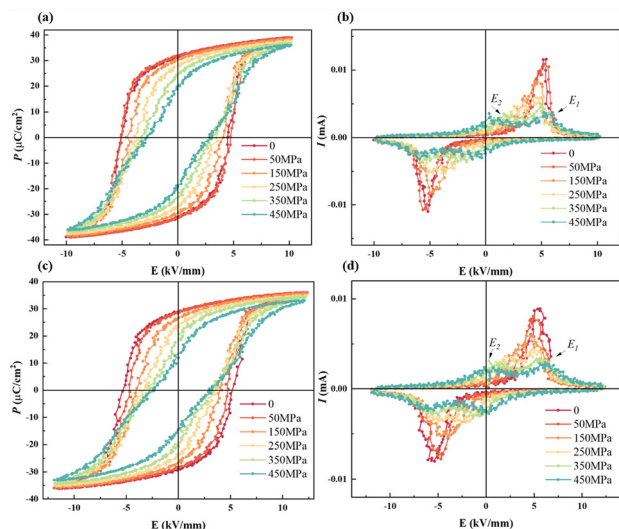 (a)
P (μC/cm²)
40
30
20
10
0
-10
-20
-30
-40
0
50MPa
150MPa
250MPa
350MPa
450MPa
-10 -5 0 5 10
E (kV/mm)
(b)
I (mA)
0.01
0.00
-0.01
E2
E1
0
50MPa
150MPa
250MPa
350MPa
450MPa
-10 -5 0 5 10
E (kV/mm)
(c)
P (μC/cm²)
40
30
20
10
0
-10
-20
-30
-40
0
50MPa
150MPa
250MPa
350MPa
450MPa
-10 -5 0 5 10
E (kV/mm)
(d)
I (mA)
0.01
0.00
-0.01
E2
E1
0
50MPa
150MPa
250MPa
350MPa
450MPa
-10 -5 0 5 10
E (kV/mm)